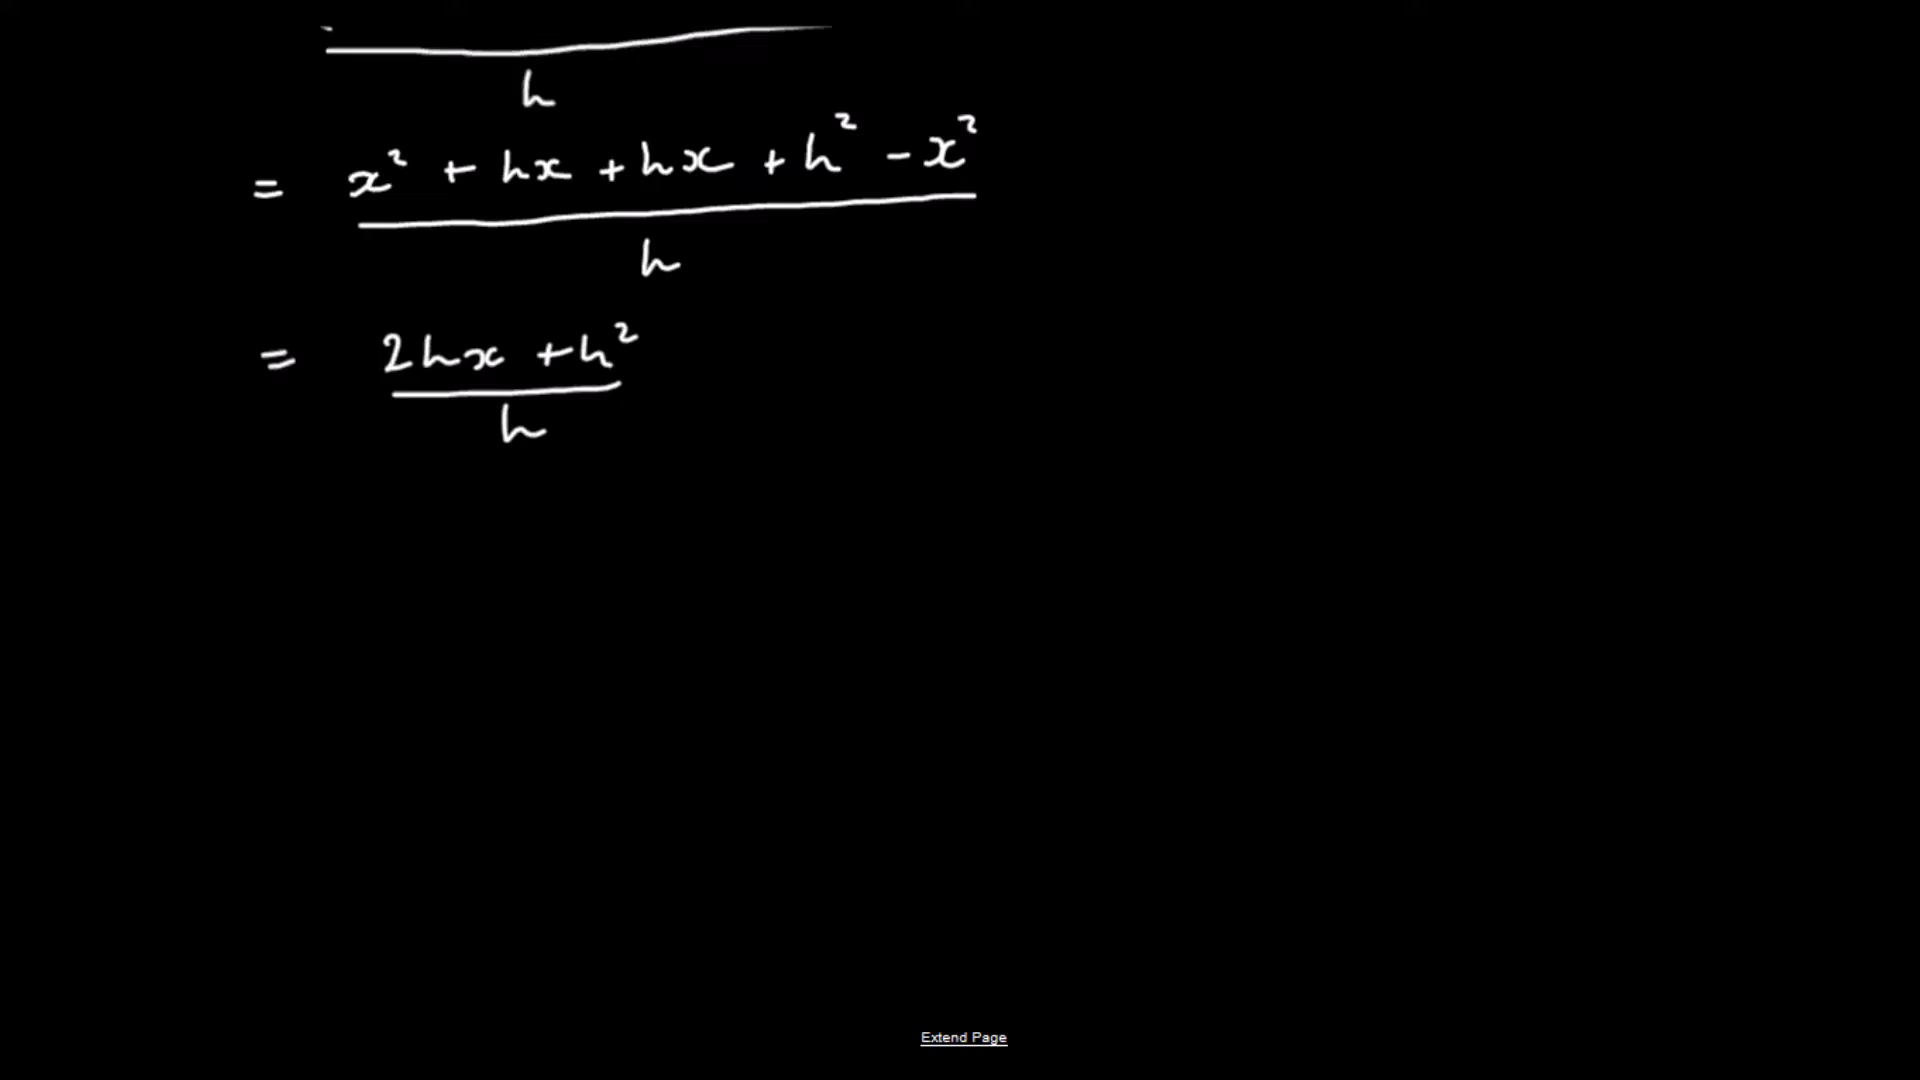 h
= x² + hx + hx + h² - x²
h
= 2hx + h²
h
Extend Page